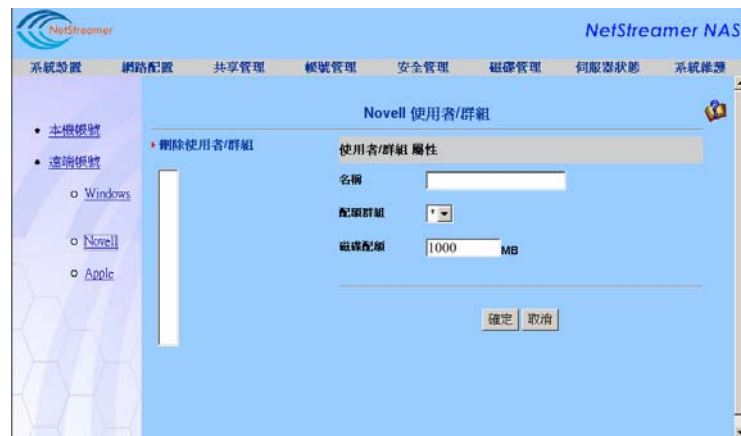 NetStreamer
NetStreamer NAS
系統設置 網路配置 共享管理 帳號管理 安全管理 磁碟管理 伺服器狀態 系統維護
Novell 使用者/群組
本機帳號
遠端帳號
Windows
Novell
Apple
刪除使用者/群組
使用者/群組 屬性
名稱
配額群組 *
磁碟配額 1000 MB
確定 取消